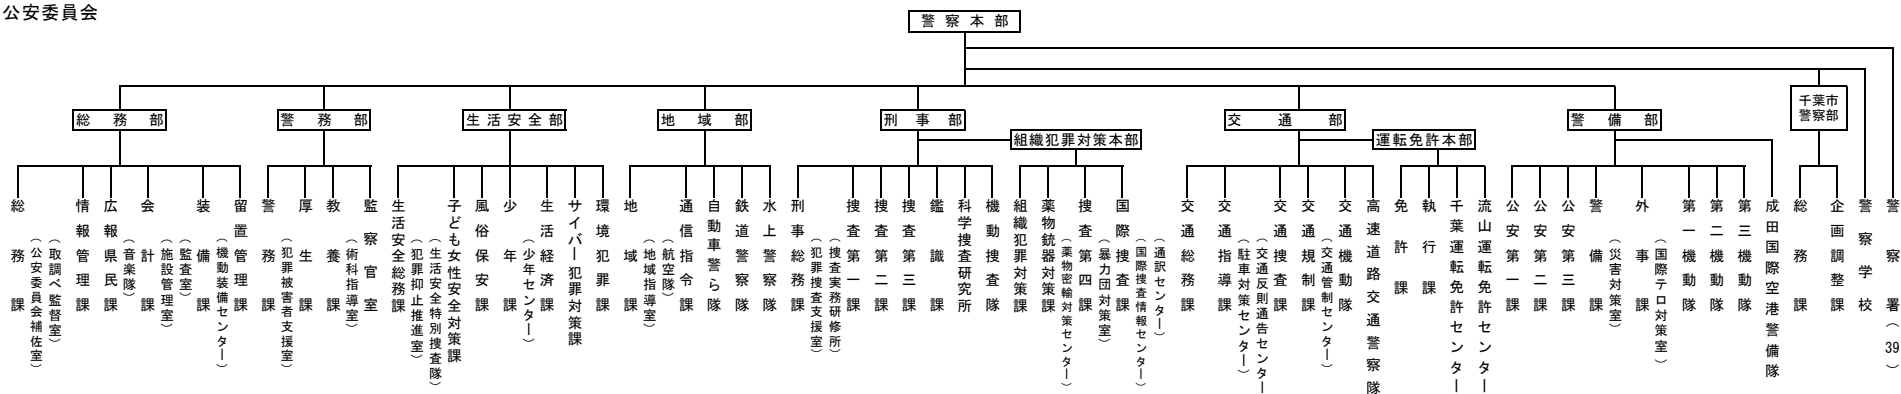 公安委員会
警察本部
総務部
警務部
生活安全部
地域部
刑事部
組織犯罪対策本部
交通部
運転免許本部
警備部
千葉市
警察部
総務課
（公安委員会補佐室）
（取調べ監督室）
情報管理課
広報県民課
（音楽隊）
会計課
（施設管理室）
（監査室）
装備課
（機動装備センター）
留置管理課
警務課
（犯罪被害者支援室）
厚生課
教養課
（術科指導室）
監察官室
生活安全総務課
（犯罪抑止推進室）
（生活安全特別捜査隊）
子ども女性安全対策課
風俗保安課
少年課
（少年センター）
生活経済課
サイバー犯罪対策課
環境犯罪課
地域課
（地域指導室）
（航空隊）
通信指令課
自動車警ら隊
鉄道警察隊
水上警察隊
刑事総務課
（犯罪捜査支援室）
（捜査実務研修所）
捜査第一課
捜査第二課
捜査第三課
鑑識課
科学捜査研究所
機動捜査隊
組織犯罪対策課
薬物銃器対策課
（薬物密輸対策センター）
捜査第四課
（暴力団対策室）
国際捜査課
（国際捜査情報センター）
（通訳センター）
交通総務課
交通指導課
（駐車対策センター）
（交通反則通告センター）
交通捜査課
交通規制課
（交通管制センター）
交通機動隊
高速道路交通警察隊
免許課
執行課
千葉運転免許センター
流山運転免許センター
公安第一課
公安第二課
公安第三課
警備課
（災害対策室）
外事課
（国際テロ対策室）
第一機動隊
第二機動隊
第三機動隊
成田国際空港警備隊
総務課
企画調整課
警察学校
警察署（39）